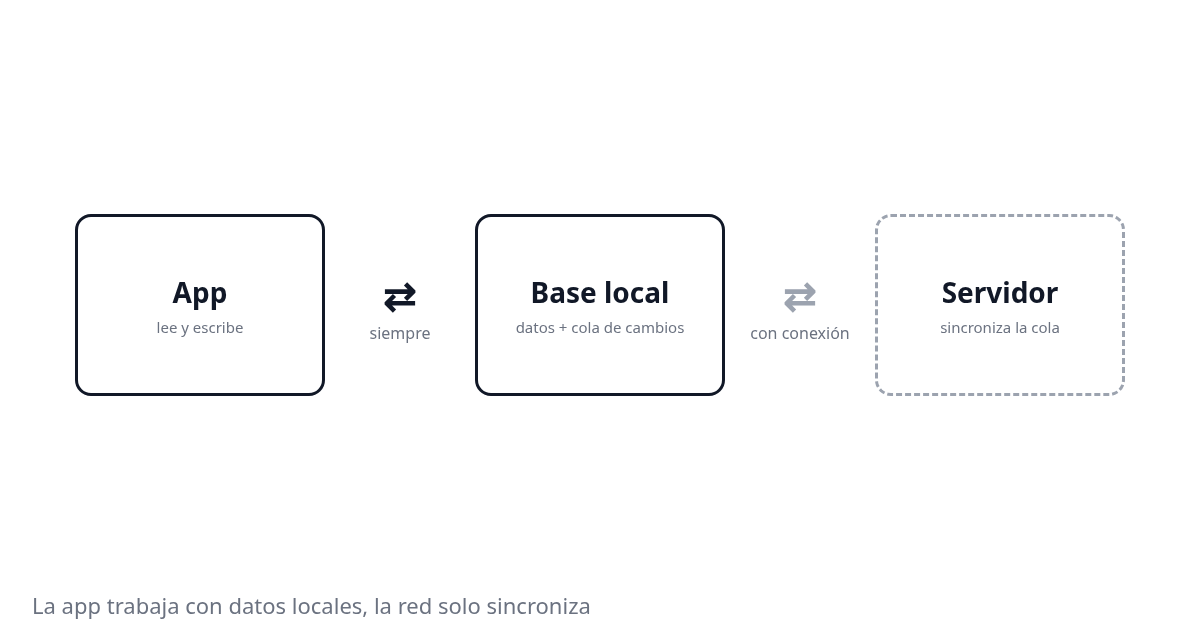 App
lee y escribe
⇄
siempre
Base local
datos + cola de cambios
⇄
con conexión
Servidor
sincroniza la cola
La app trabaja con datos locales, la red solo sincroniza